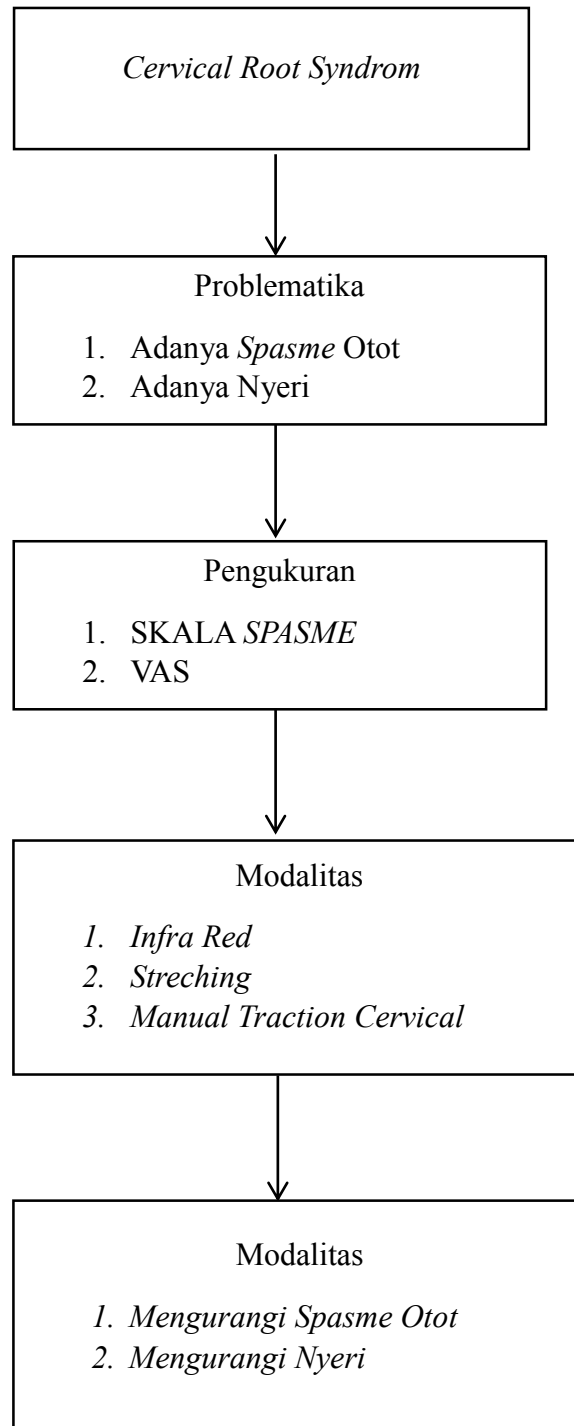 Cervical Root Syndrom
Problematika
1. Adanya Spasme Otot
2. Adanya Nyeri
Pengukuran
1. SKALA SPASME
2. VAS
Modalitas
1. Infra Red
2. Streching
3. Manual Traction Cervical
Modalitas
1. Mengurangi Spasme Otot
2. Mengurangi Nyeri